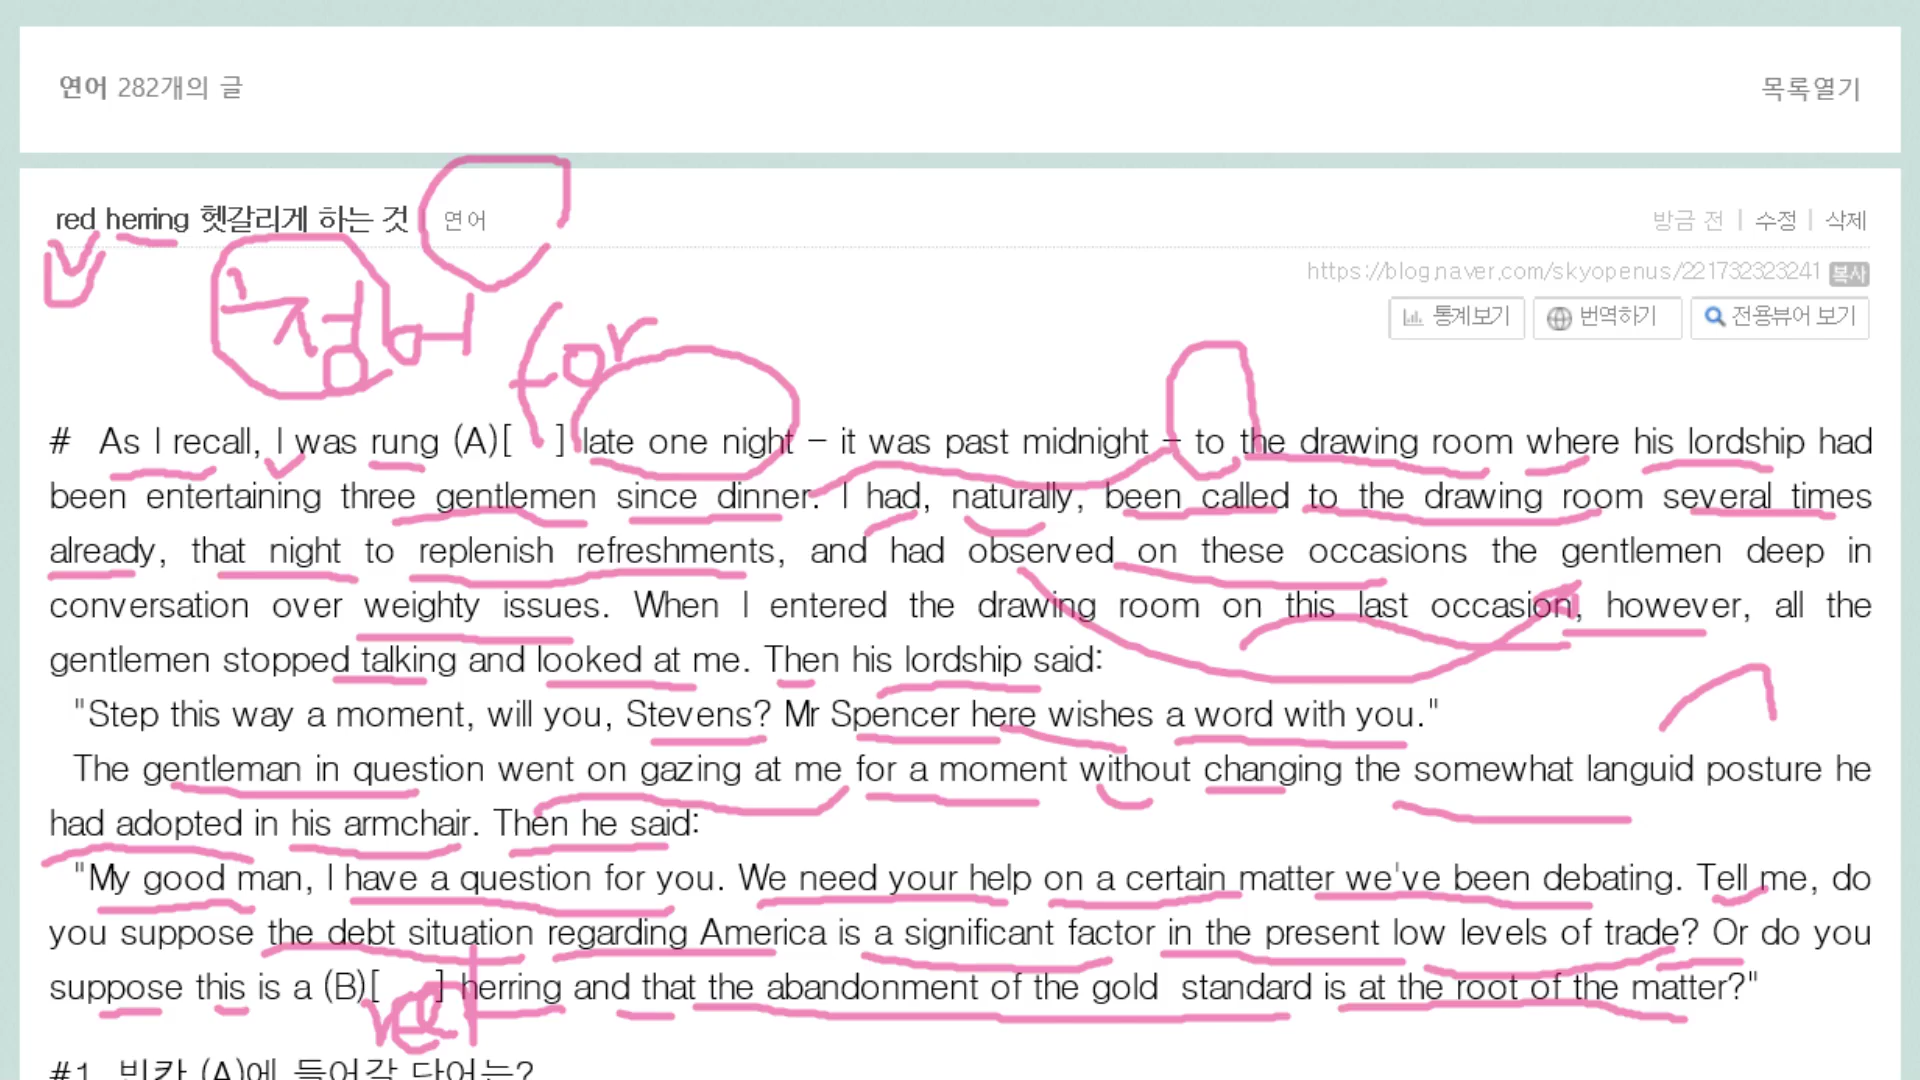 연어 282개의 글
목록열기
red herring 헷갈리게 하는 것 연어
방금 전 | 수정 | 삭제
https://blog.naver.com/skyopenus/221732323241 복사
통계보기 번역하기 전용뷰어 보기
for
# As I recall, I was rung (A)[ ] late one night – it was past midnight – to the drawing room where his lordship had
been entertaining three gentlemen since dinner. I had, naturally, been called to the drawing room several times
already, that night to replenish refreshments, and had observed on these occasions the gentlemen deep in
conversation over weighty issues. When I entered the drawing room on this last occasion, however, all the
gentlemen stopped talking and looked at me. Then his lordship said:
"Step this way a moment, will you, Stevens? Mr Spencer here wishes a word with you."
The gentleman in question went on gazing at me for a moment without changing the somewhat languid posture he
had adopted in his armchair. Then he said:
"My good man, I have a question for you. We need your help on a certain matter we've been debating. Tell me, do
you suppose the debt situation regarding America is a significant factor in the present low levels of trade? Or do you
suppose this is a (B)[ ] herring and that the abandonment of the gold standard is at the root of the matter?"
red
#1 빈칸 (A)에 들어갈 단어는?